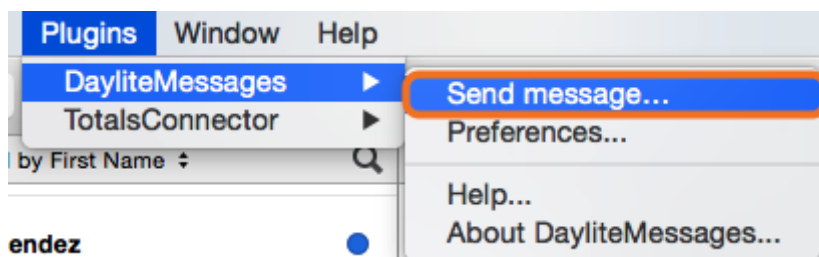 Plugins Window Help
DayliteMessages
TotalsConnector
Send message...
Preferences...
Help...
About DayliteMessages...
by First Name
endez